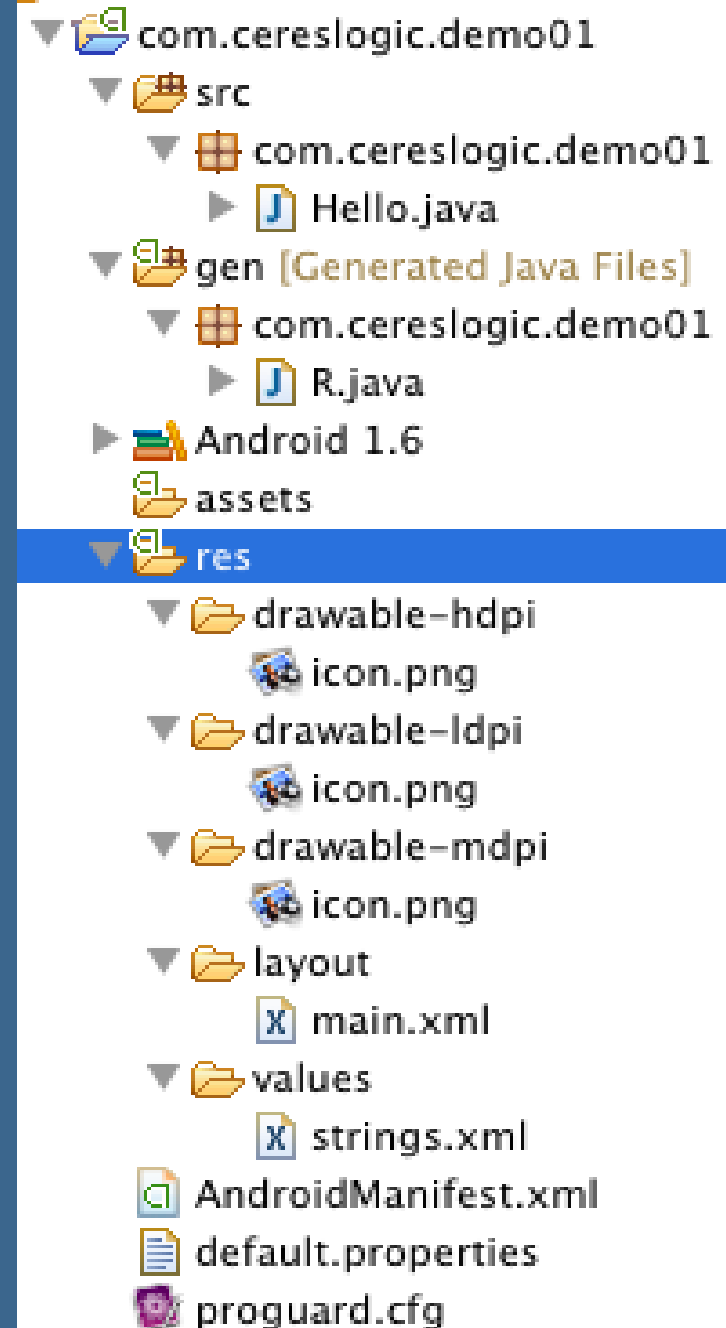 com.cereslogic.demo01
src
com.cereslogic.demo01
Hello.java
gen [Generated Java Files]
com.cereslogic.demo01
R.java
Android 1.6
assets
res
drawable-hdpi
icon.png
drawable-ldpi
icon.png
drawable-mdpi
icon.png
layout
main.xml
values
strings.xml
AndroidManifest.xml
default.properties
proguard.cfg